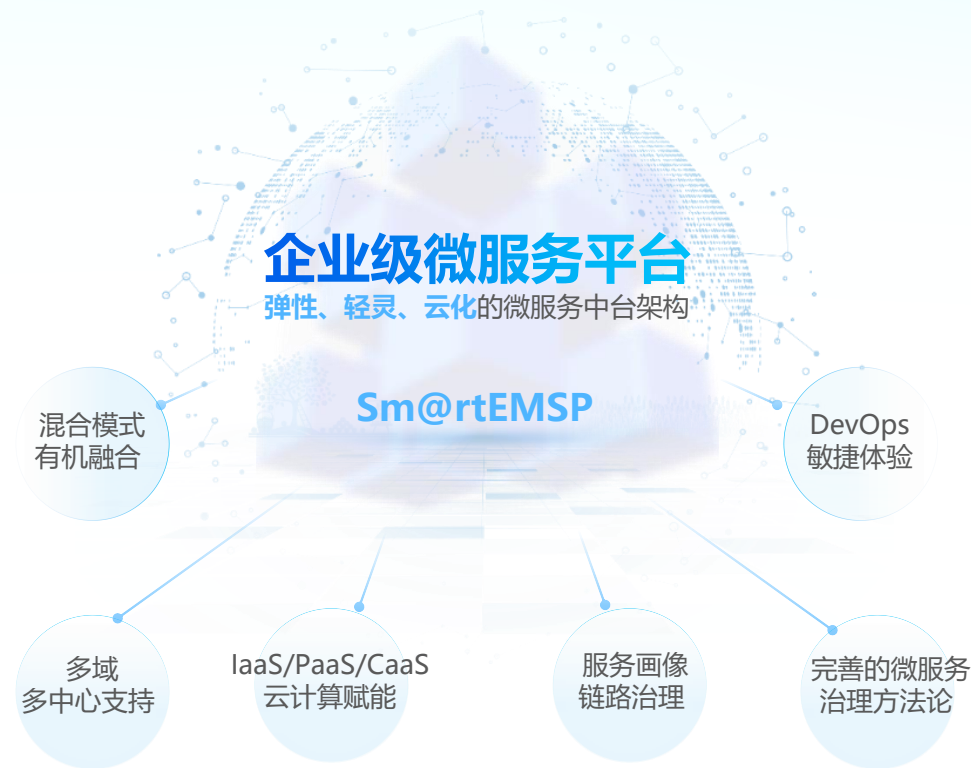 企业级微服务平台
弹性、轻灵、云化的微服务中台架构
Sm@rtEMSP
混合模式
有机融合
DevOps
敏捷体验
多域
多中心支持
IaaS/PaaS/CaaS
云计算赋能
服务画像
链路治理
完善的微服务
治理方法论